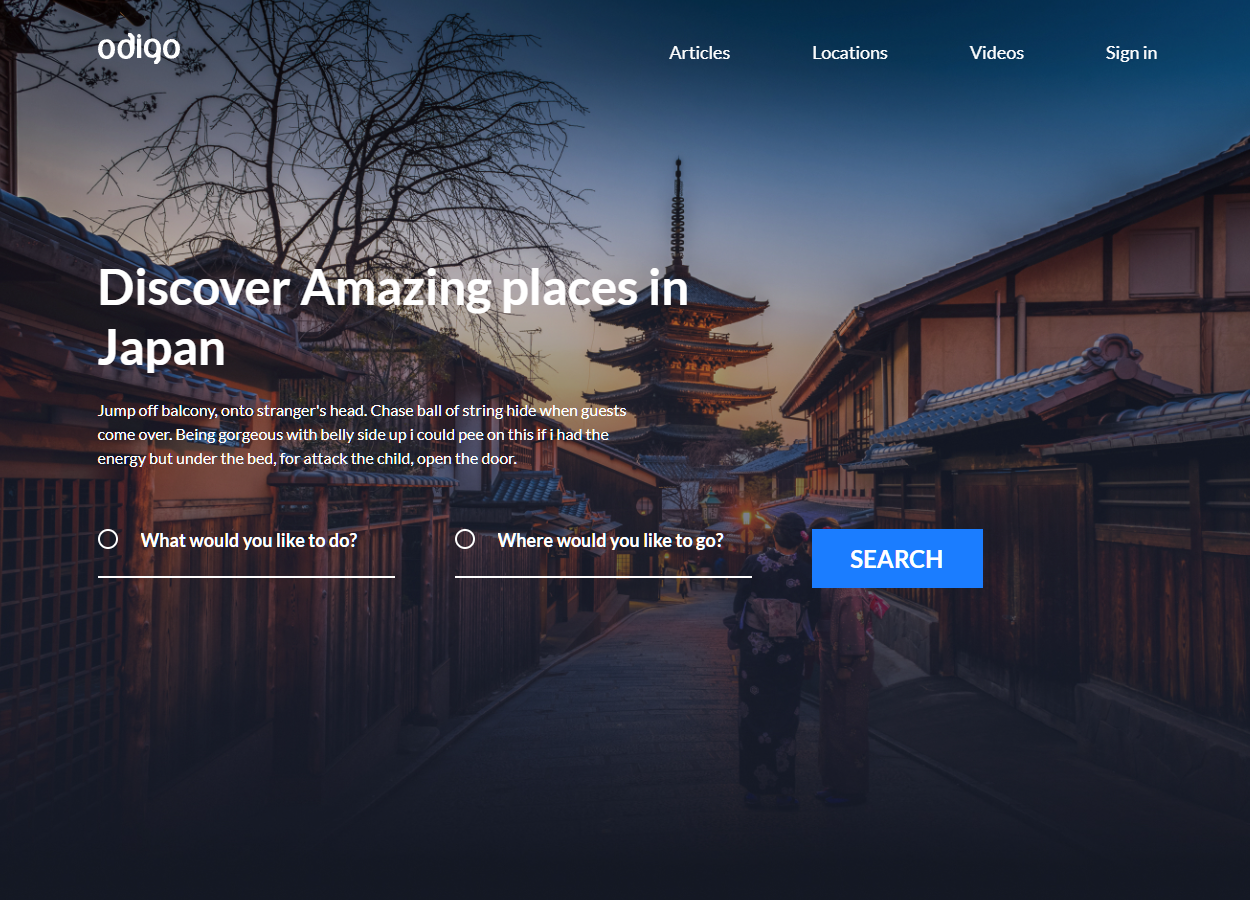 odigo
Articles
Locations
Videos
Sign in
Discover Amazing places in
Japan
Jump off balcony, onto stranger's head. Chase ball of string hide when guests
come over. Being gorgeous with belly side up i could pee on this if i had the
energy but under the bed, for attack the child, open the door.
What would you like to do?
Where would you like to go?
SEARCH